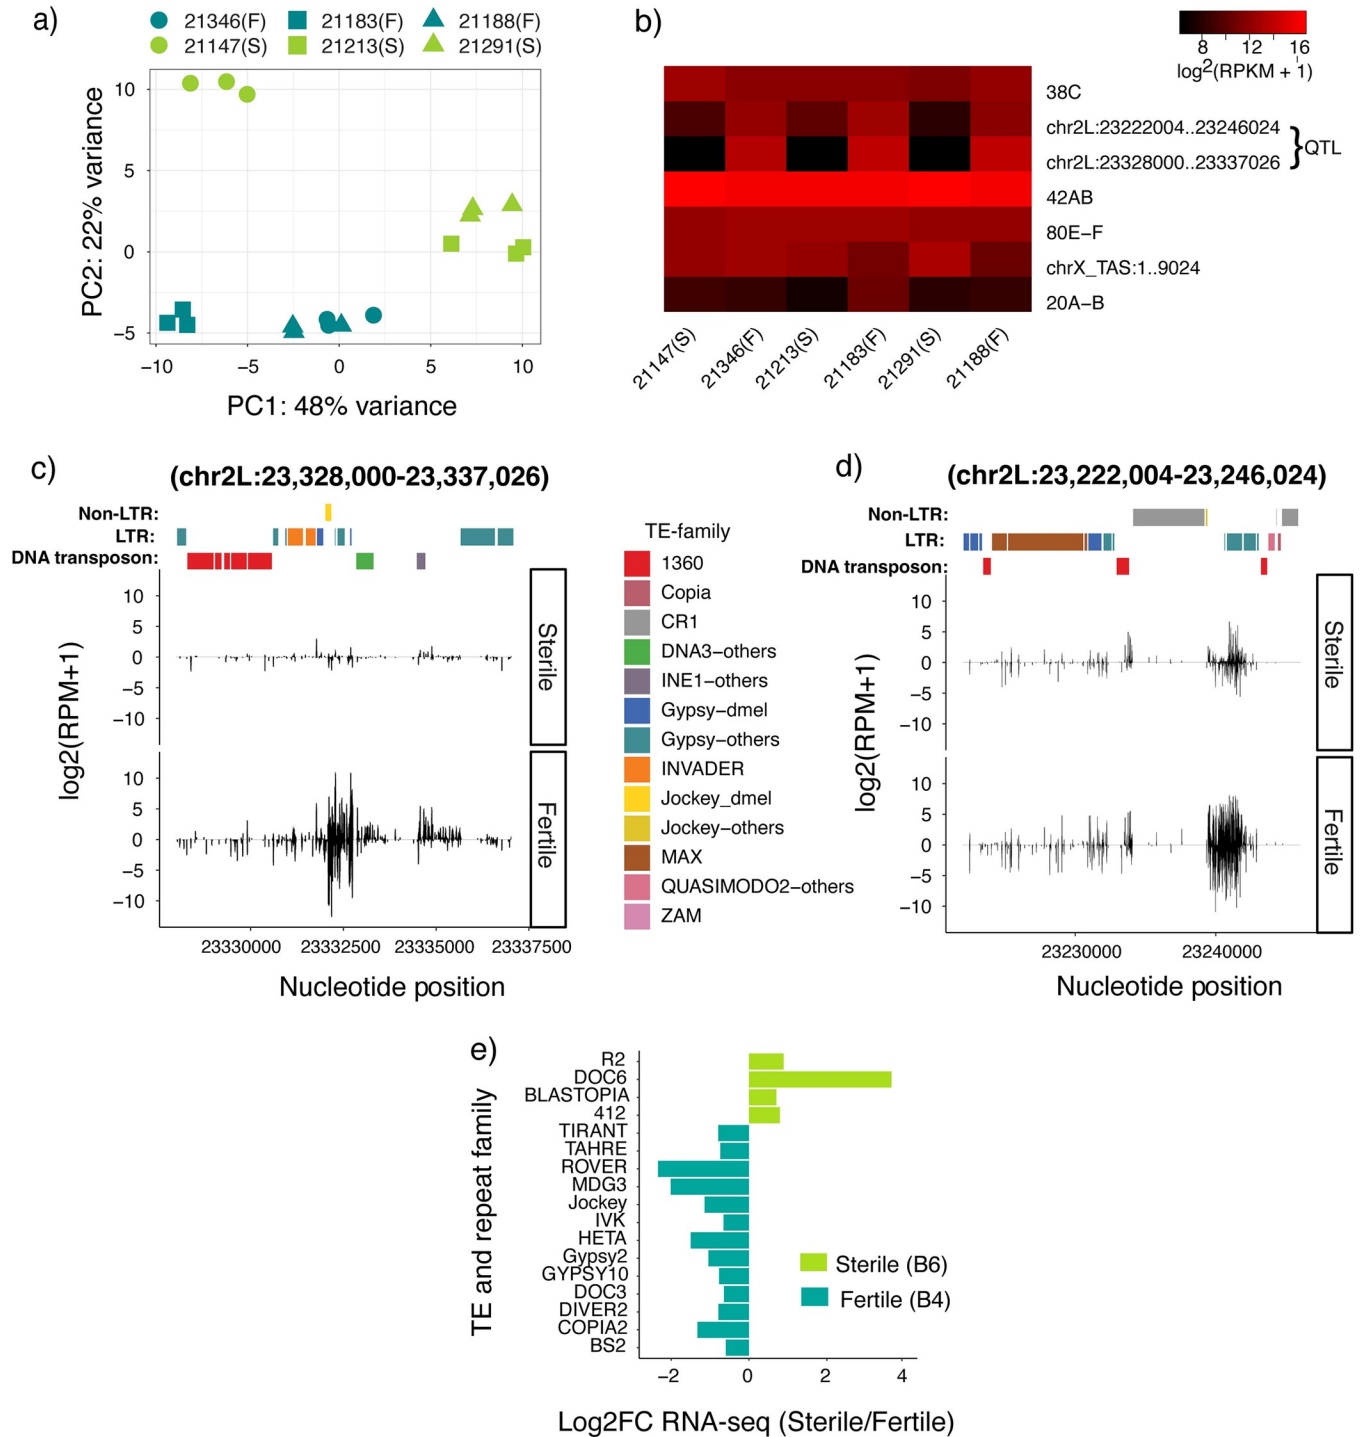 a)
21346(F) 21183(F) 21188(F)
21147(S) 21213(S) 21291(S)
10
5
0
−5
PC2: 22% variance
−10 −5 0 5 10
PC1: 48% variance
b)
8 12 16
log2(RPKM + 1)
38C
chr2L:23222004..23246024
chr2L:23328000..23337026
} QTL
42AB
80E−F
chrX_TAS:1..9024
20A−B
21147(S) 21346(F) 21213(S) 21183(F) 21291(S) 21188(F)
c)
(chr2L:23,328,000-23,337,026)
Non-LTR:
LTR:
DNA transposon:
10
5
0
−5
−10
Sterile
log2(RPM+1)
10
5
0
−5
−10
Fertile
23330000 23332500 23335000 23337500
Nucleotide position
TE−family
1360
Copia
CR1
DNA3−others
INE1−others
Gypsy−dmel
Gypsy−others
INVADER
Jockey_dmel
Jockey−others
MAX
QUASIMODO2−others
ZAM
d)
(chr2L:23,222,004-23,246,024)
Non-LTR:
LTR:
DNA transposon:
10
5
0
−5
−10
Sterile
log2(RPM+1)
10
5
0
−5
−10
Fertile
23230000 23240000
Nucleotide position
e)
TE and repeat family
R2
DOC6
BLASTOPIA
412
TIRANT
TAHRE
ROVER
MDG3
Jockey
IVK
HETA
Gypsy2
GYPSY10
DOC3
DIVER2
COPIA2
BS2
Sterile (B6)
Fertile (B4)
−2 0 2 4
Log2FC RNA−seq (Sterile/Fertile)